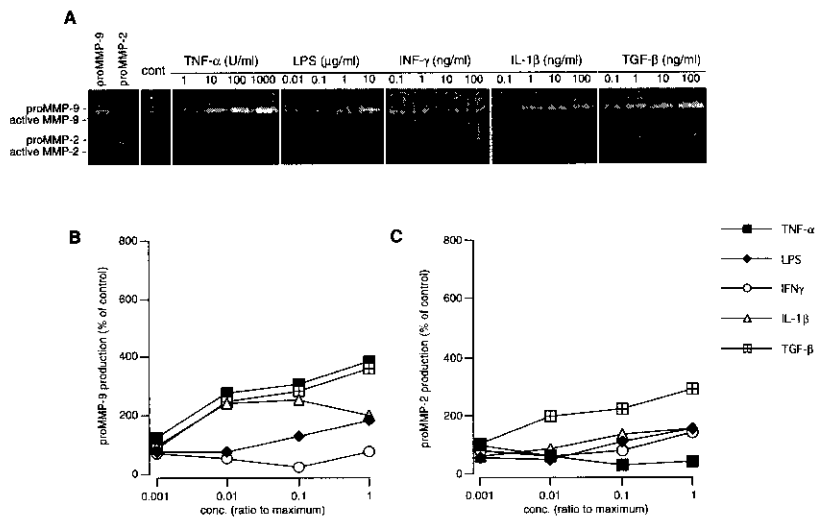 A
proMMP-9
proMMP-2
cont
TNF-α (U/ml)
1 10 100 1000
LPS (μg/ml)
0.01 0.1 1 10
INF-γ (ng/ml)
0.1 1 10 100
IL-1β (ng/ml)
0.1 1 10 100
TGF-β (ng/ml)
0.1 1 10 100
proMMP-9 -
active MMP-9 -
proMMP-2 -
active MMP-2 -
B
proMMP-9 production (% of control)
800
600
400
200
0
0.001 0.01 0.1 1
conc. (ratio to maximum)
C
proMMP-2 production (% of control)
800
600
400
200
0
0.001 0.01 0.1 1
conc. (ratio to maximum)
TNF-α
LPS
IFNγ
IL-1β
TGF-β